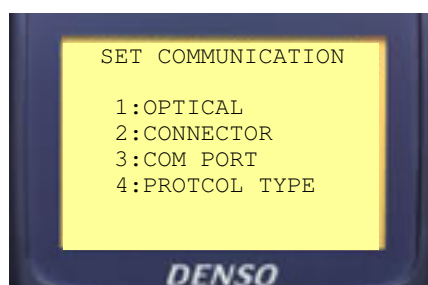 SET COMMUNICATION
1:OPTICAL
2:CONNECTOR
3:COM PORT
4:PROTCOL TYPE
DENSO